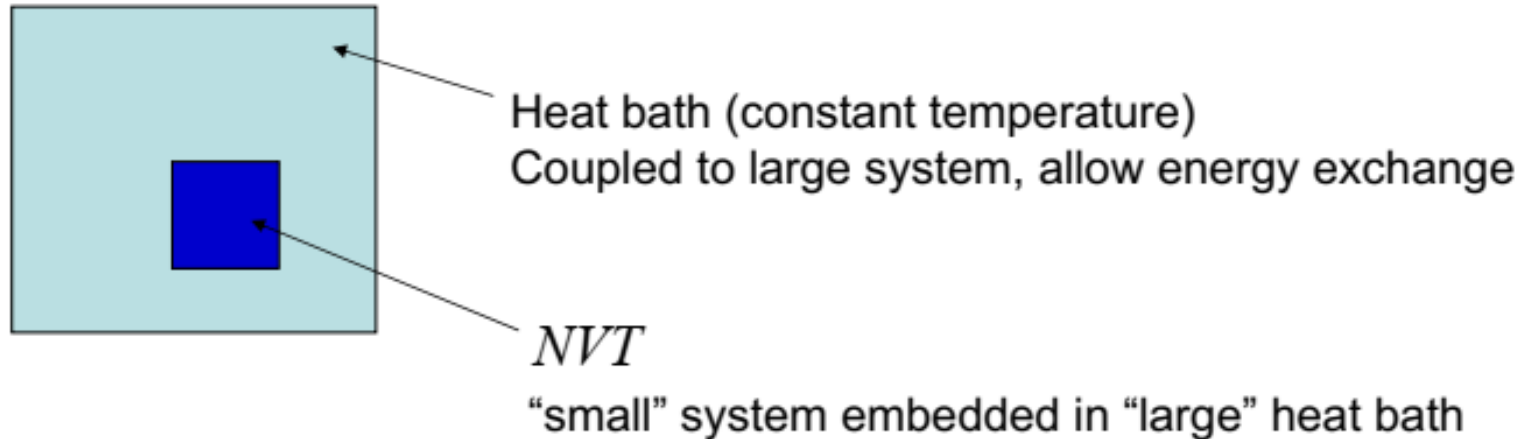 Heat bath (constant temperature)
Coupled to large system, allow energy exchange
NVT
“small” system embedded in “large” heat bath